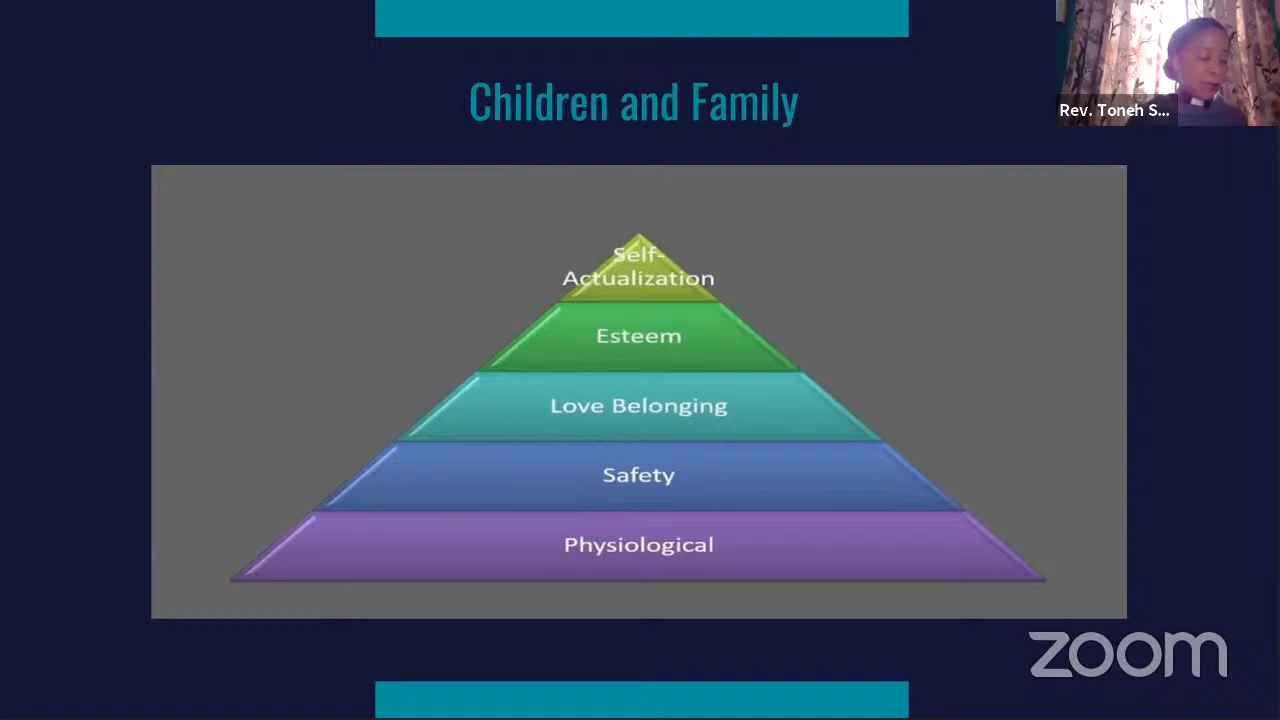 Children and Family
Rev. Toneh S...
Self-
Actualization
Esteem
Love Belonging
Safety
Physiological
zoom